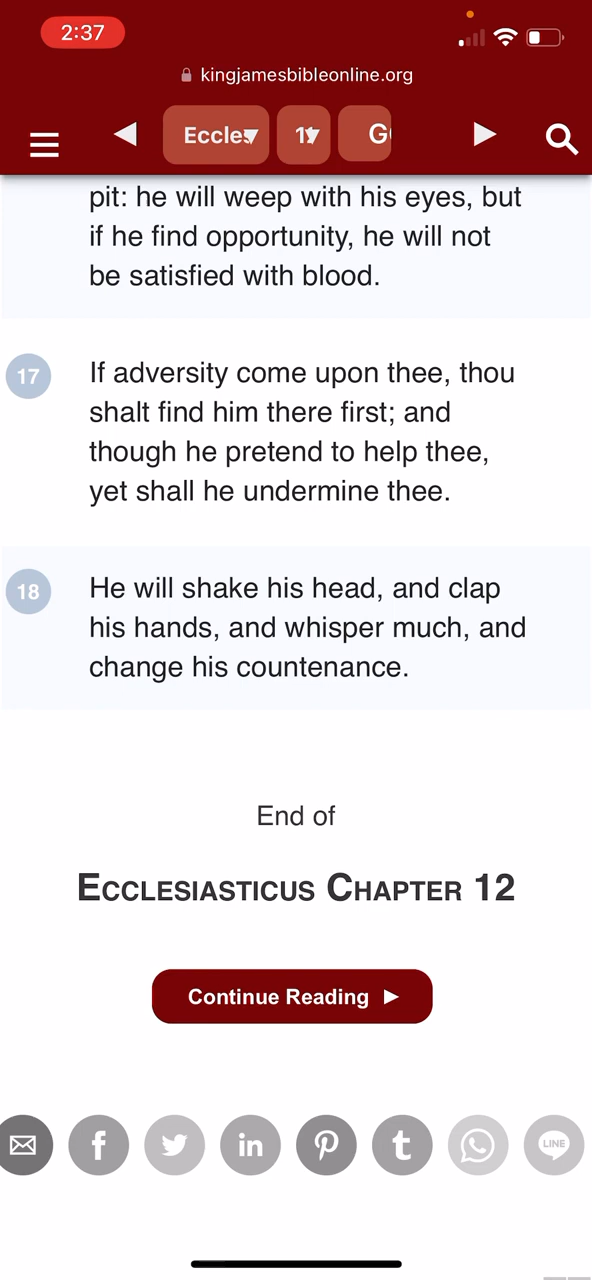 2:37
kingjamesbibleonline.org
Eccles
G
pit: he will weep with his eyes, but
if he find opportunity, he will not
be satisfied with blood.
17
If adversity come upon thee, thou
shalt find him there first; and
though he pretend to help thee,
yet shall he undermine thee.
18
He will shake his head, and clap
his hands, and whisper much, and
change his countenance.
End of
ECCLESIASTICUS CHAPTER 12
Continue Reading
f
in
t
LINE